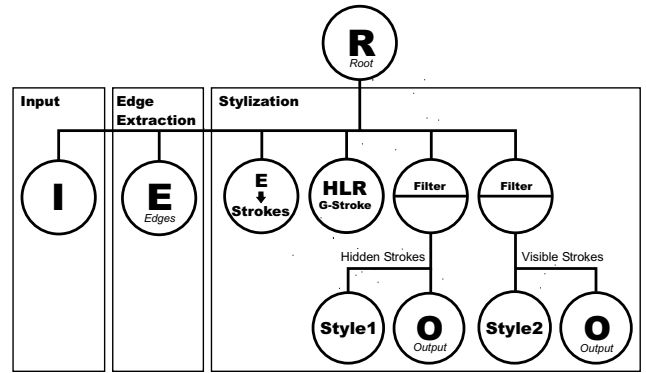 R
Root
Input
Edge
Extraction
Stylization
I
E
Edges
E
Strokes
HLR
G-Stroke
Filter
Filter
Hidden Strokes
Visible Strokes
Style1
O
Output
Style2
O
Output